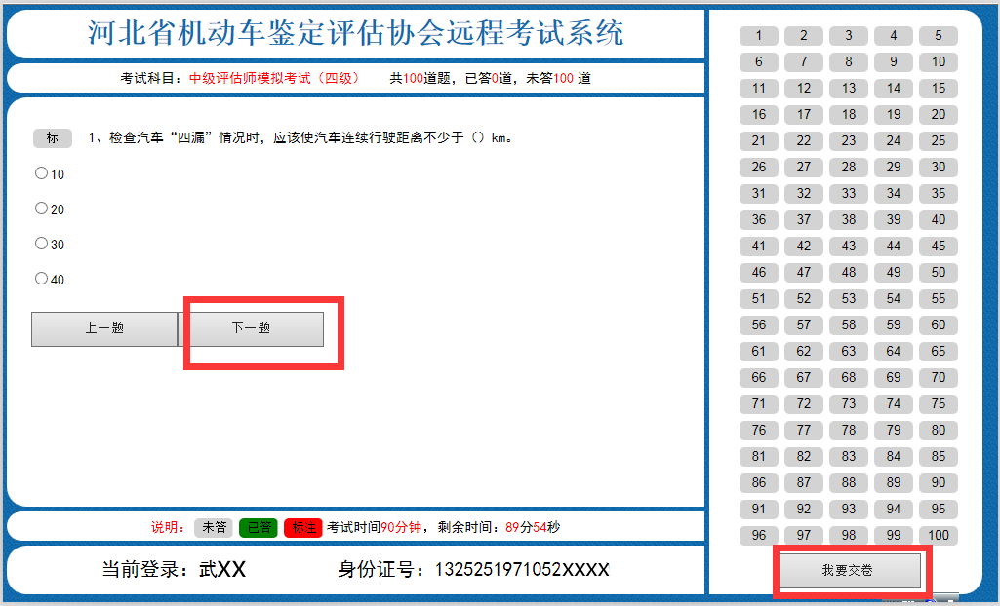 河北省机动车鉴定评估协会远程考试系统
考试科目：中级评估师模拟考试（四级） 共100道题，已答0道，未答100 道
标 1、检查汽车“四漏”情况时，应该使汽车连续行驶距离不少于（）km。
10
20
30
40
上一题 下一题
说明： 未答 已答 标注 考试时间90分钟，剩余时间：89分54秒
当前登录：武XX 身份证号：1325251971052XXXX
1 2 3 4 5
6 7 8 9 10
11 12 13 14 15
16 17 18 19 20
21 22 23 24 25
26 27 28 29 30
31 32 33 34 35
36 37 38 39 40
41 42 43 44 45
46 47 48 49 50
51 52 53 54 55
56 57 58 59 60
61 62 63 64 65
66 67 68 69 70
71 72 73 74 75
76 77 78 79 80
81 82 83 84 85
86 87 88 89 90
91 92 93 94 95
96 97 98 99 100
我要交卷